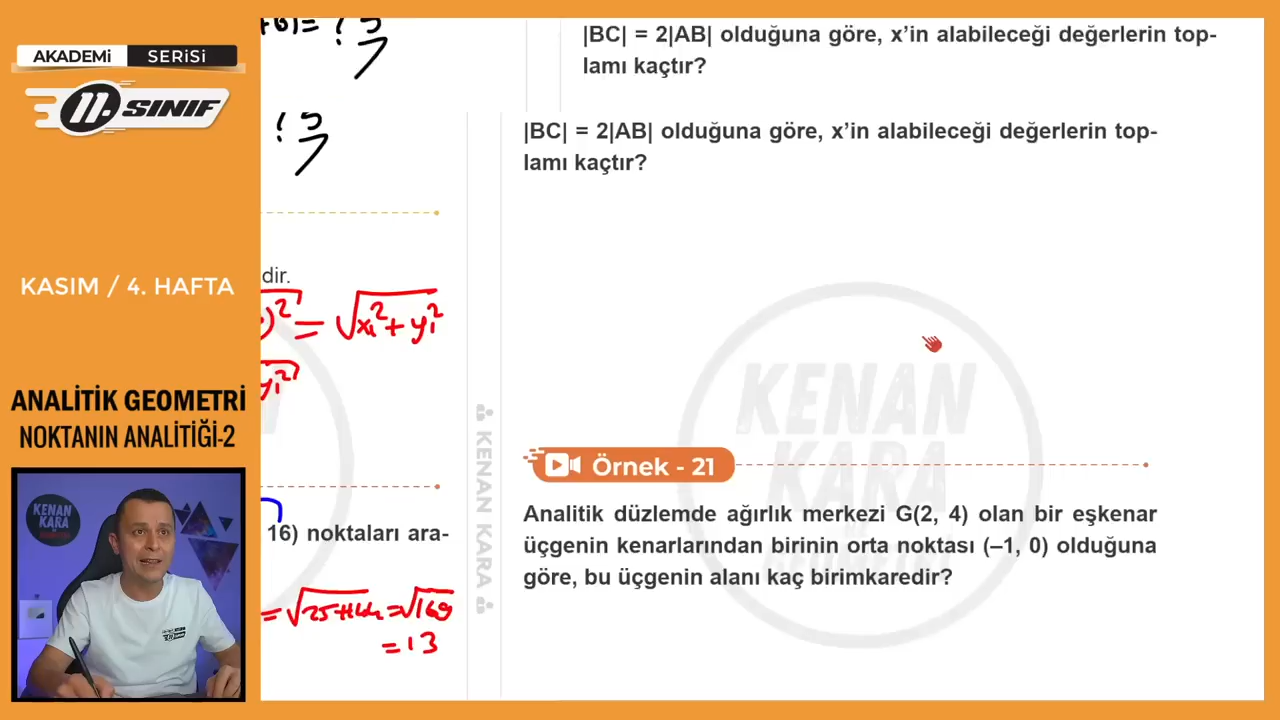 AKADEMİ SERİSİ
11. SINIF
KASIM / 4. HAFTA
ANALİTİK GEOMETRİ
NOKTANIN ANALİTİĞİ-2
KENAN
KARA
= ?
?
dir.
)² = √x₁² + y₁²
y₁²
16) noktaları ara-
= √25+144 = √169
= 13
|BC| = 2|AB| olduğuna göre, x’in alabileceği değerlerin top-
lamı kaçtır?
|BC| = 2|AB| olduğuna göre, x’in alabileceği değerlerin top-
lamı kaçtır?
KENAN KARA
KENAN
KARA
Örnek - 21
Analitik düzlemde ağırlık merkezi G(2, 4) olan bir eşkenar
üçgenin kenarlarından birinin orta noktası (–1, 0) olduğuna
göre, bu üçgenin alanı kaç birimkaredir?